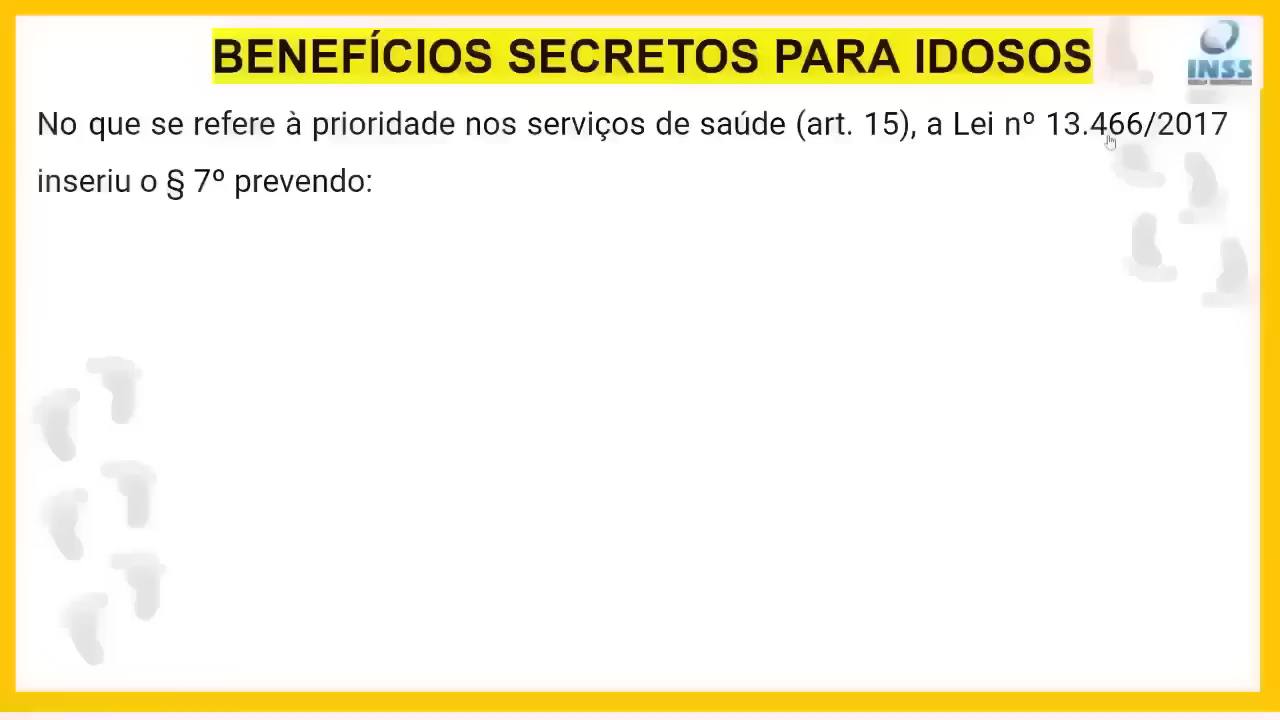 BENEFÍCIOS SECRETOS PARA IDOSOS
INSS
No que se refere à prioridade nos serviços de saúde (art. 15), a Lei nº 13.466/2017
inseriu o § 7º prevendo: